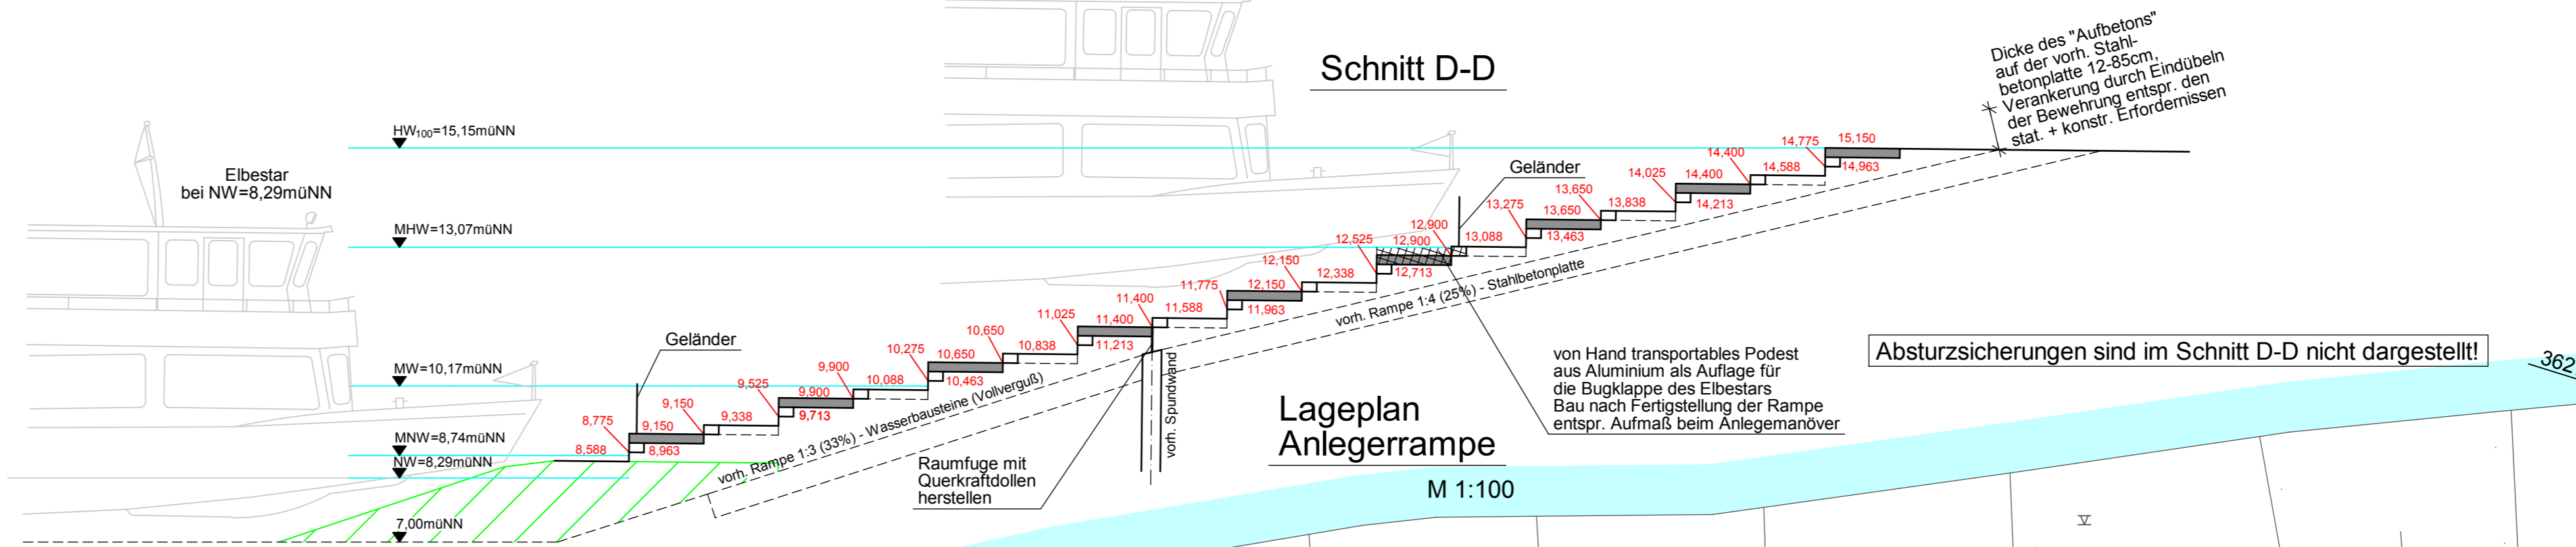 Schnitt D-D
Dicke des "Aufbetons"
auf der vorh. Stahl-
betonplatte 12-85cm,
Verankerung durch Eindübeln
der Bewehrung entspr. den
stat. + konstr. Erfordernissen
HW100=15,15müNN
Elbestar
bei NW=8,29müNN
MHW=13,07müNN
MW=10,17müNN
MNW=8,74müNN
NW=8,29müNN
7,00müNN
Geländer
8,588
8,775
8,963
9,150
9,150
9,338
9,525
9,713
9,900
9,900
10,088
10,275
10,463
10,650
10,650
10,838
11,025
11,213
11,400
11,400
11,588
11,775
11,963
12,150
12,150
12,338
12,525
12,713
12,900
12,900
Geländer
13,088
13,275
13,463
13,650
13,650
13,838
14,025
14,213
14,400
14,400
14,588
14,775
14,963
15,150
vorh. Rampe 1:3 (33%) - Wasserbausteine (Vollverguß)
vorh. Rampe 1:4 (25%) - Stahlbetonplatte
vorh. Spundwand
Raumfuge mit
Querkraftdollen
herstellen
von Hand transportables Podest
aus Aluminium als Auflage für
die Bugklappe des Elbestars
Bau nach Fertigstellung der Rampe
entspr. Aufmaß beim Anlegemanöver
Absturzsicherungen sind im Schnitt D-D nicht dargestellt!
Lageplan
Anlegerrampe
M 1:100
362